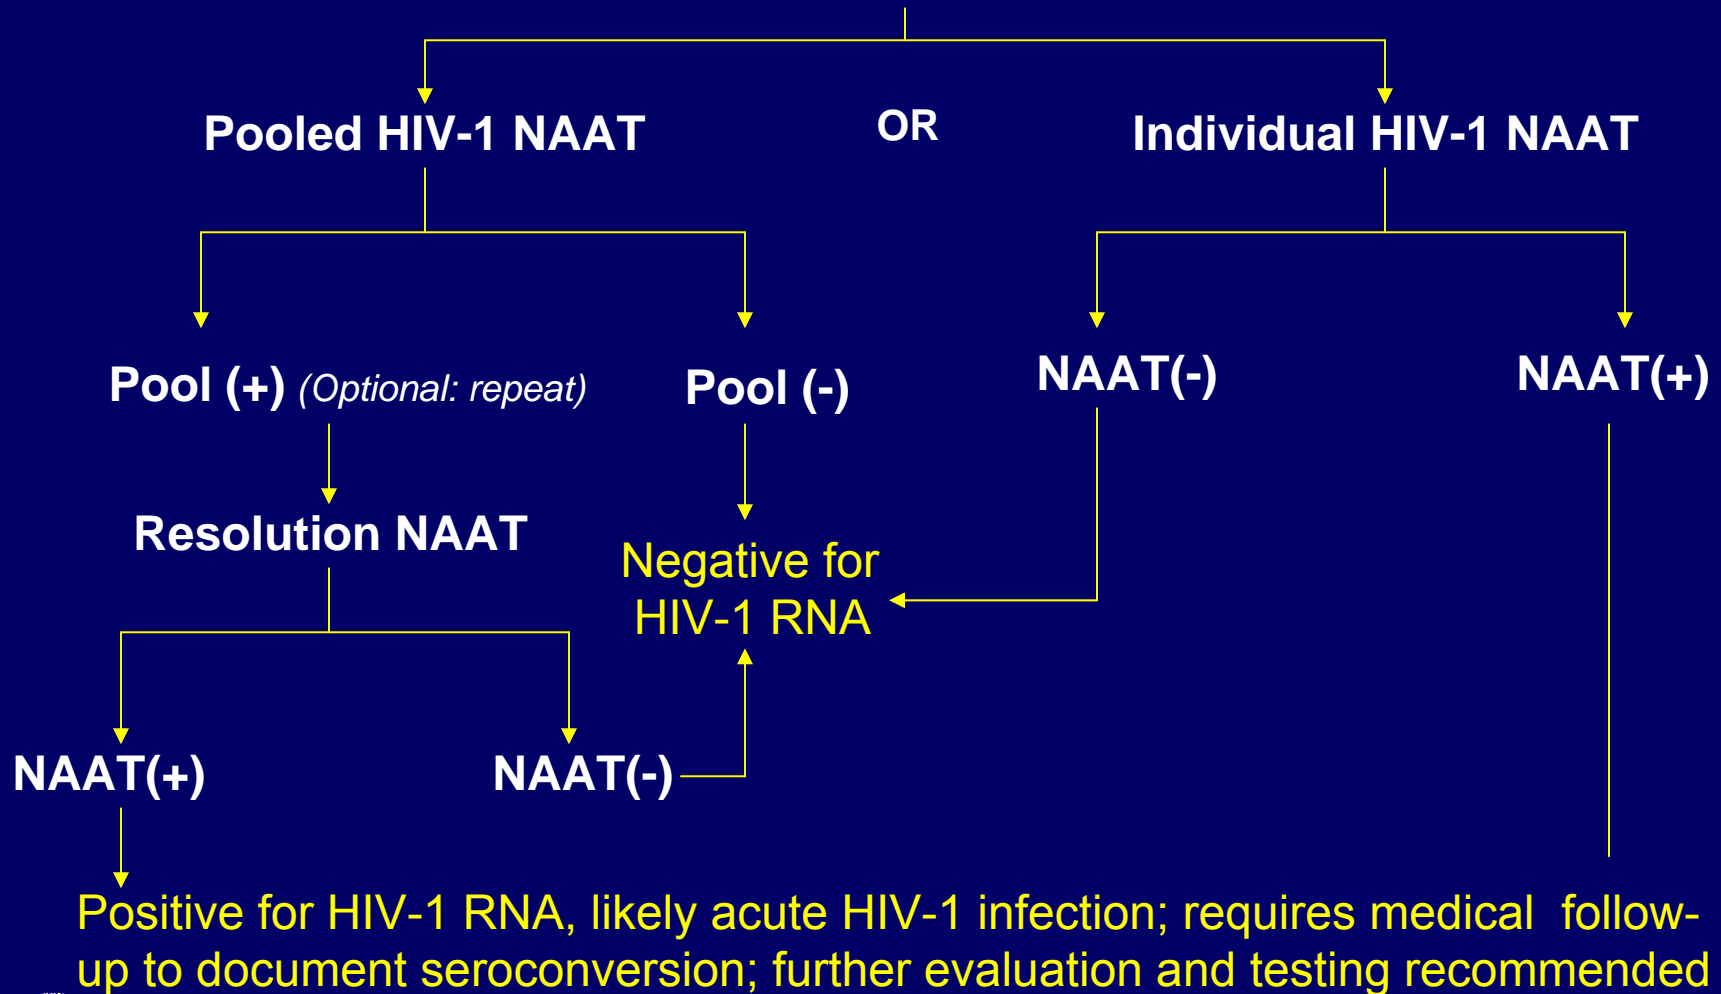 Pooled HIV-1 NAAT
OR
Individual HIV-1 NAAT
Pool (+) (Optional: repeat)
Pool (-)
NAAT(-)
NAAT(+)
Resolution NAAT
Negative for
HIV-1 RNA
NAAT(+)
NAAT(-)
Positive for HIV-1 RNA, likely acute HIV-1 infection; requires medical follow-
up to document seroconversion; further evaluation and testing recommended